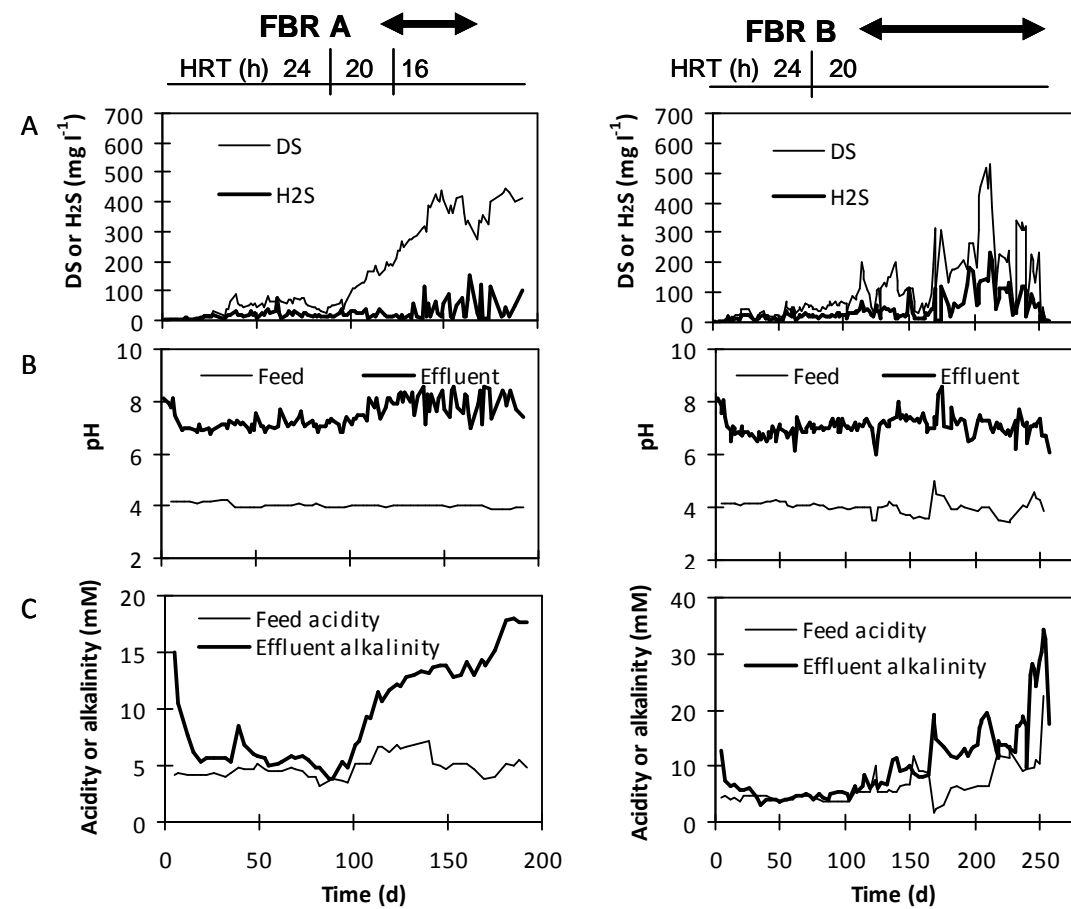 FBR A
HRT (h) 24 20 16
FBR B
HRT (h) 24 20
A
DS or H2S (mg l-1)
700
600
500
400
300
200
100
0
DS
H2S
DS or H2S (mg l-1)
700
600
500
400
300
200
100
0
DS
H2S
B
pH
10
8
6
4
2
Feed
Effluent
pH
10
8
6
4
2
Feed
Effluent
C
Acidity or alkalinity (mM)
20
15
10
5
0
Feed acidity
Effluent alkalinity
0 50 100 150 200
Time (d)
Acidity or alkalinity (mM)
40
30
20
10
0
Feed acidity
Effluent alkalinity
0 50 100 150 200 250
Time (d)